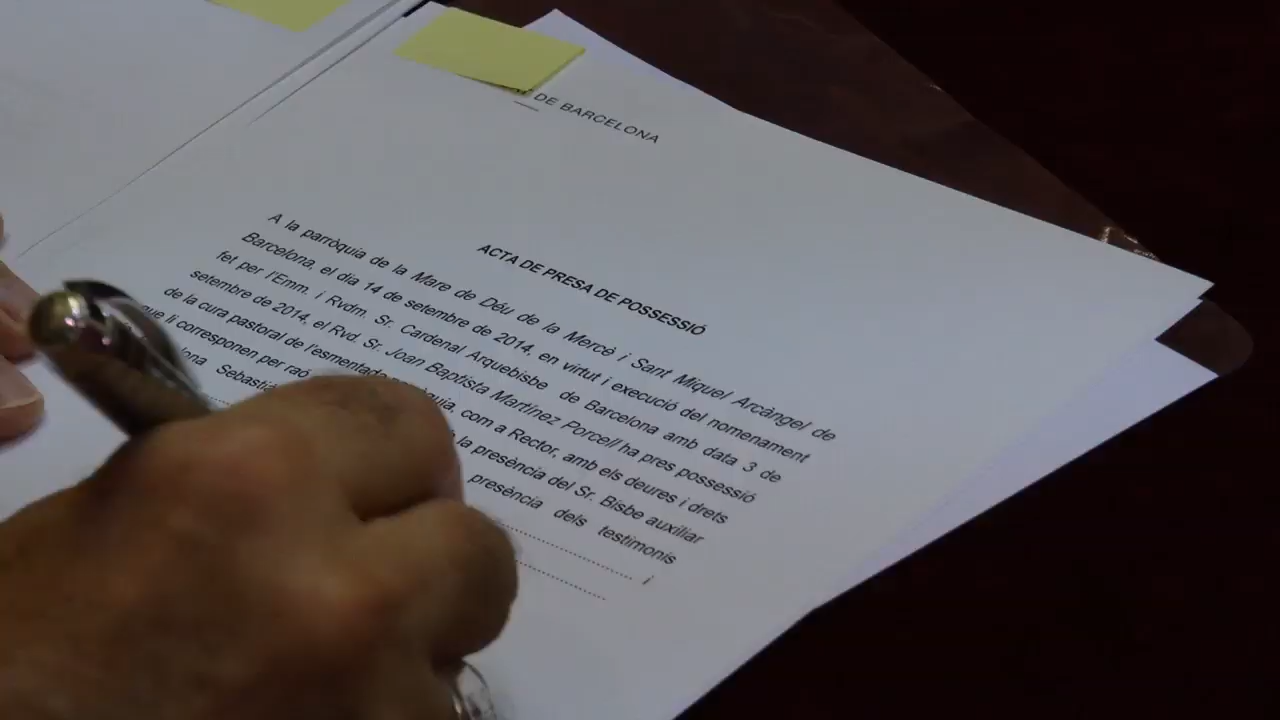 DE BARCELONA
ACTA DE PRESA DE POSSESSIÓ
A la parròquia de la Mare de Déu de la Mercè i Sant Miquel Arcàngel de
Barcelona, el dia 14 de setembre de 2014, en virtut i execució del nomenament
fet per l'Emm. i Rvdm. Sr. Cardenal Arquebisbe de Barcelona amb data 3 de
setembre de 2014, el Rvd. Sr. Joan Baptista Martínez Porcell ha pres possessió
de la cura pastoral de l'esmentada com a Rector, amb els deures i drets
que li corresponen per raó la presència del Sr. Bisbe auxiliar
presència dels testimonis
i